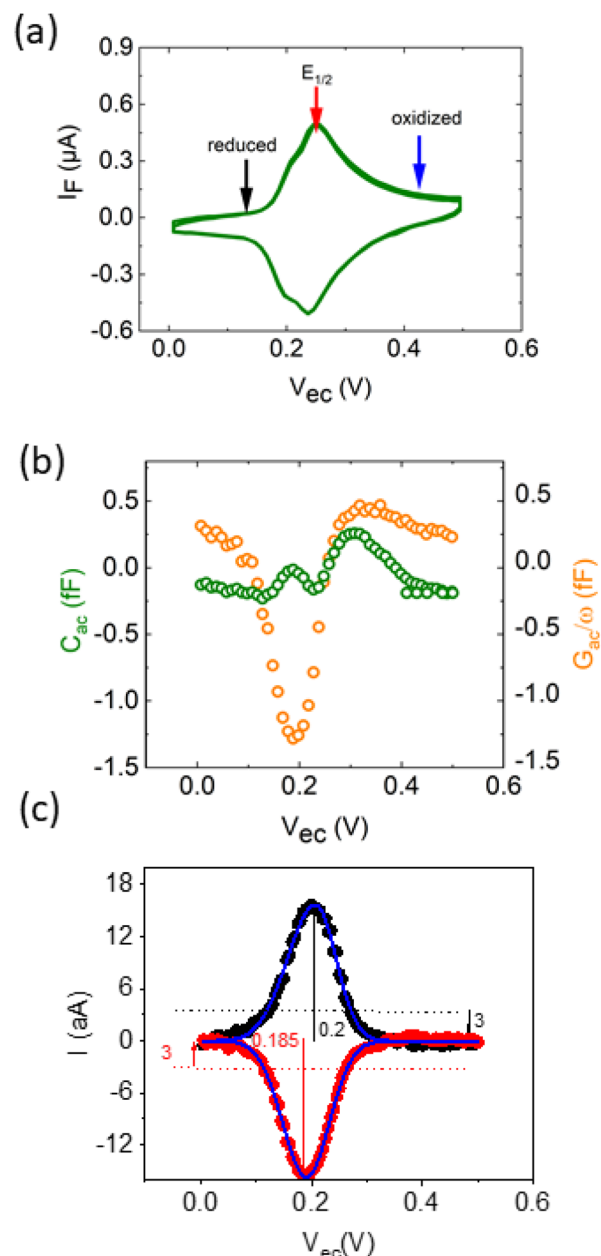 (a)
0.9
0.6
0.3
0.0
-0.3
-0.6
I_F (µA)
E_1/2
reduced
oxidized
0.0 0.2 0.4 0.6
V_ec (V)
(b)
0.5
0.0
-0.5
-1.0
-1.5
C_ac (fF)
0.5
0.0
-0.5
-1.0
-1.5
G_ac/ω (fF)
0.0 0.2 0.4 0.6
V_ec (V)
(c)
18
12
6
0
-6
-12
I (aA)
3
0.2
0.185
3
0.0 0.2 0.4 0.6
V_ec(V)